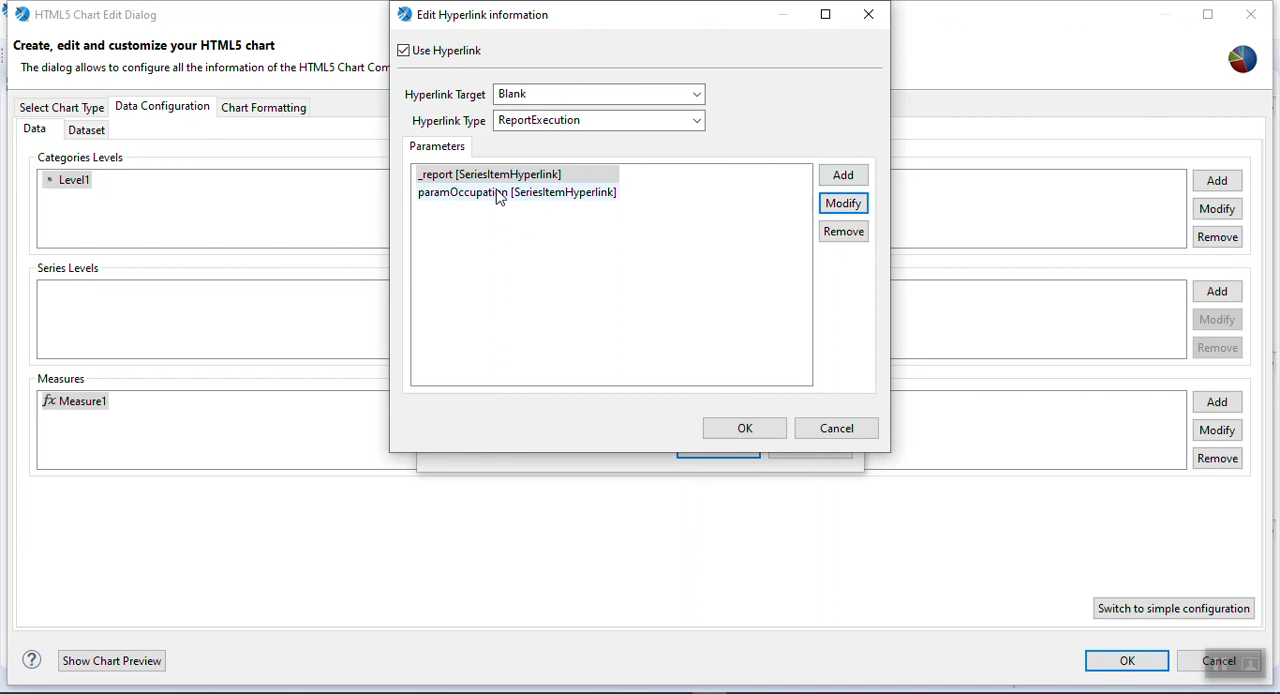 HTML5 Chart Edit Dialog
Create, edit and customize your HTML5 chart
The dialog allows to configure all the information of the HTML5 Chart Com
Select Chart Type
Data Configuration
Chart Formatting
Data
Dataset
Categories Levels
Level1
Add
Modify
Remove
Series Levels
Add
Modify
Remove
Measures
fx Measure1
Add
Modify
Remove
Switch to simple configuration
? Show Chart Preview
OK
Cancel
Edit Hyperlink information
Use Hyperlink
Hyperlink Target Blank
Hyperlink Type ReportExecution
Parameters
_report [SeriesItemHyperlink]
paramOccupation [SeriesItemHyperlink]
Add
Modify
Remove
OK
Cancel